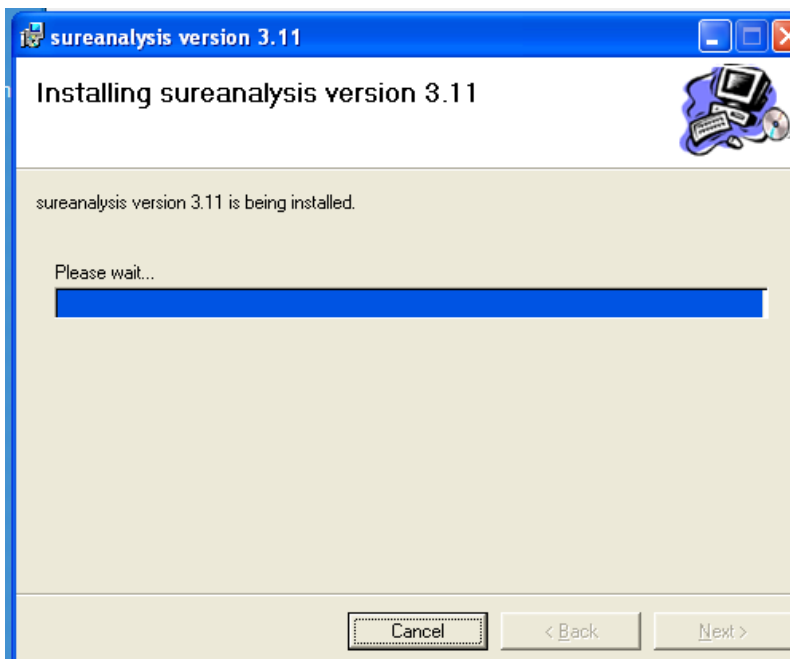 sureanalysis version 3.11
Installing sureanalysis version 3.11
sureanalysis version 3.11 is being installed.
Please wait...
Cancel
< Back
Next >